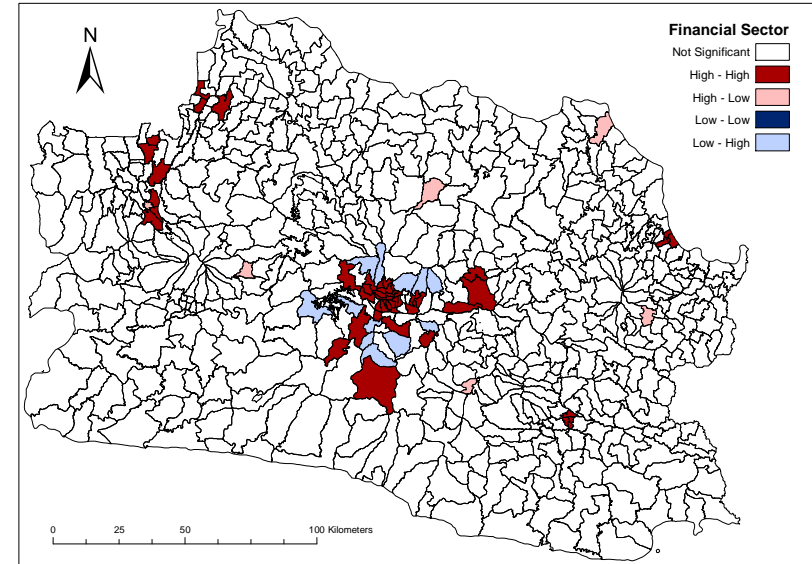 N
Financial Sector
Not Significant
High - High
High - Low
Low - Low
Low - High
0 25 50 100 Kilometers